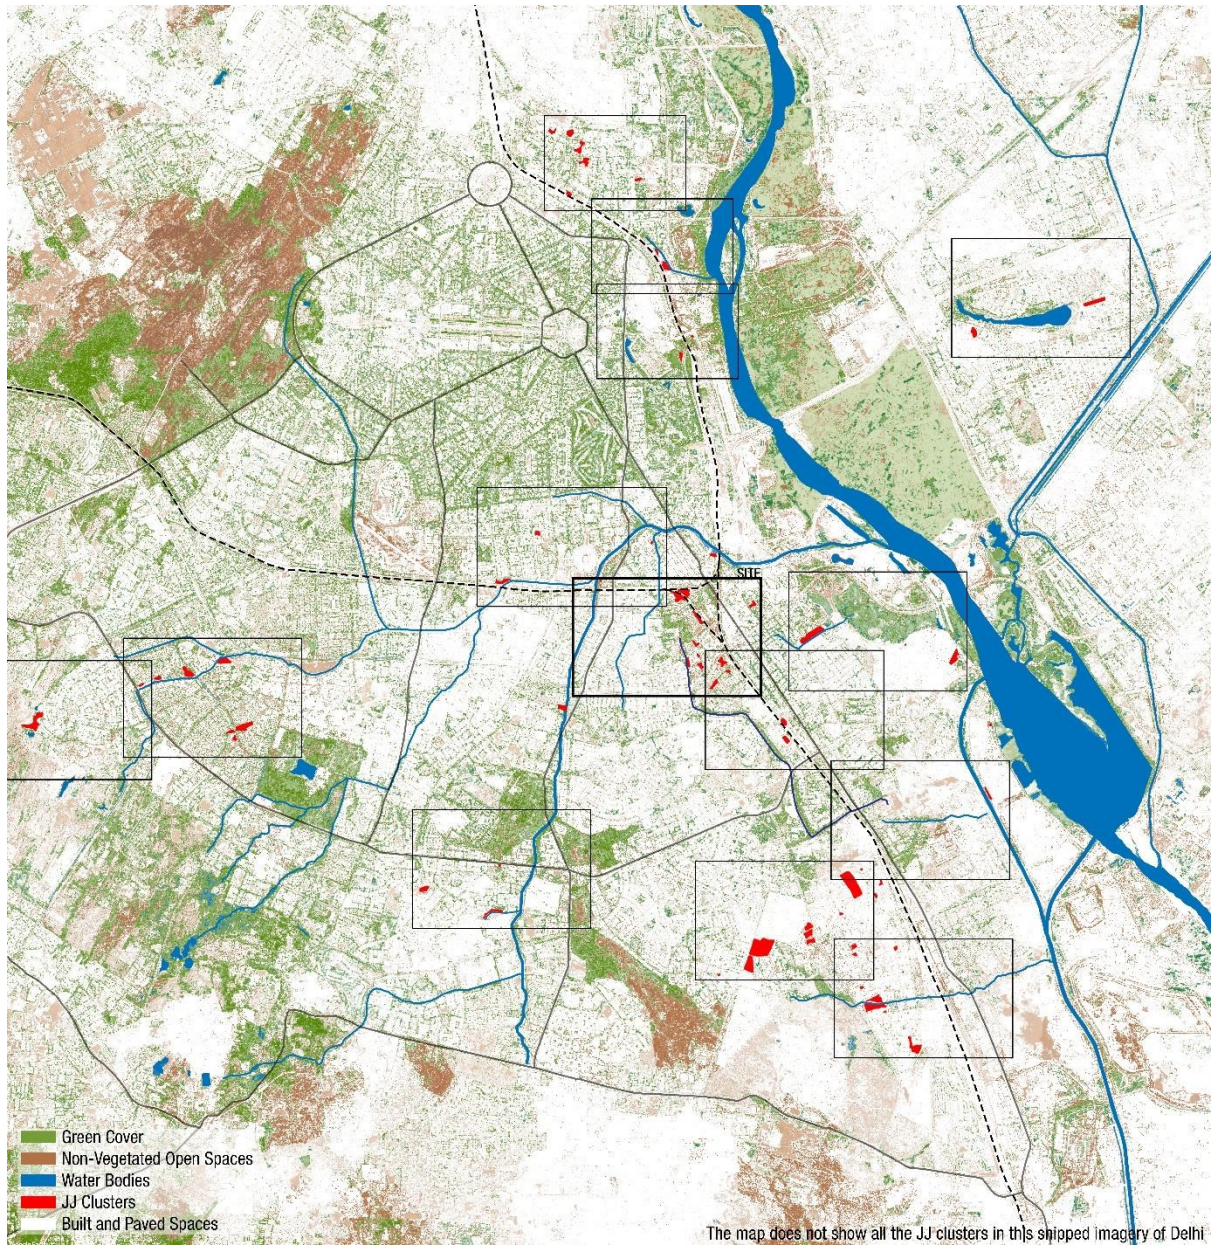 SITE
Green Cover
Non-Vegetated Open Spaces
Water Bodies
JJ Clusters
Built and Paved Spaces
The map does not show all the JJ clusters in this snipped imagery of Delhi